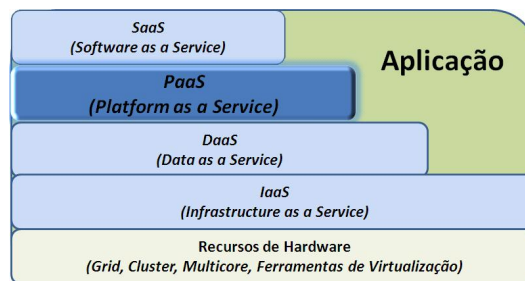 SaaS
(Software as a Service)
Aplicação
PaaS
(Platform as a Service)
DaaS
(Data as a Service)
IaaS
(Infrastructure as a Service)
Recursos de Hardware
(Grid, Cluster, Multicore, Ferramentas de Virtualização)